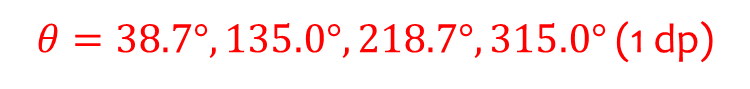 θ = 38.7°, 135.0°, 218.7°, 315.0° (1 dp)